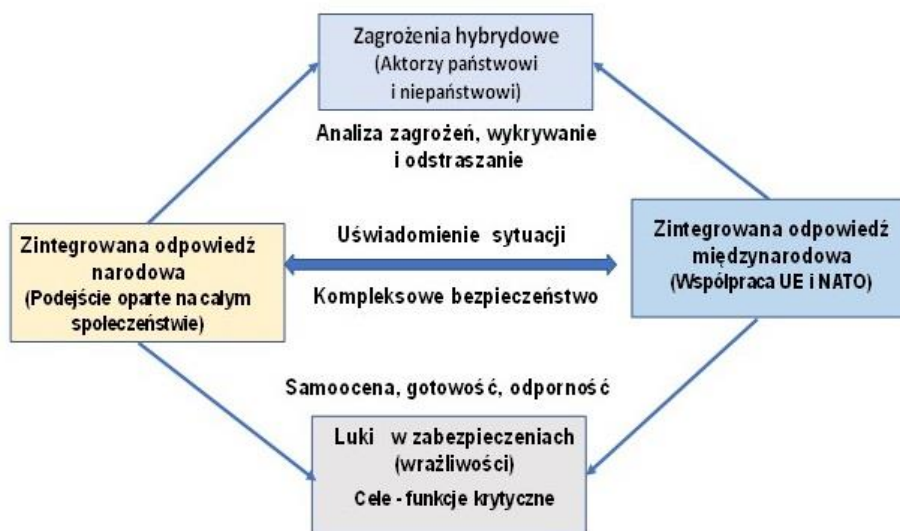 Zagrożenia hybrydowe
(Aktorzy państwowi
i niepaństwowi)
Analiza zagrożeń, wykrywanie
i odstraszanie
Zintegrowana odpowiedź
narodowa
(Podejście oparte na całym
społeczeństwie)
Uświadomienie sytuacji
Kompleksowe bezpieczeństwo
Zintegrowana odpowiedź
międzynarodowa
(Współpraca UE i NATO)
Samoocena, gotowość, odporność
Luki w zabezpieczeniach
(wrażliwości)
Cele - funkcje krytyczne